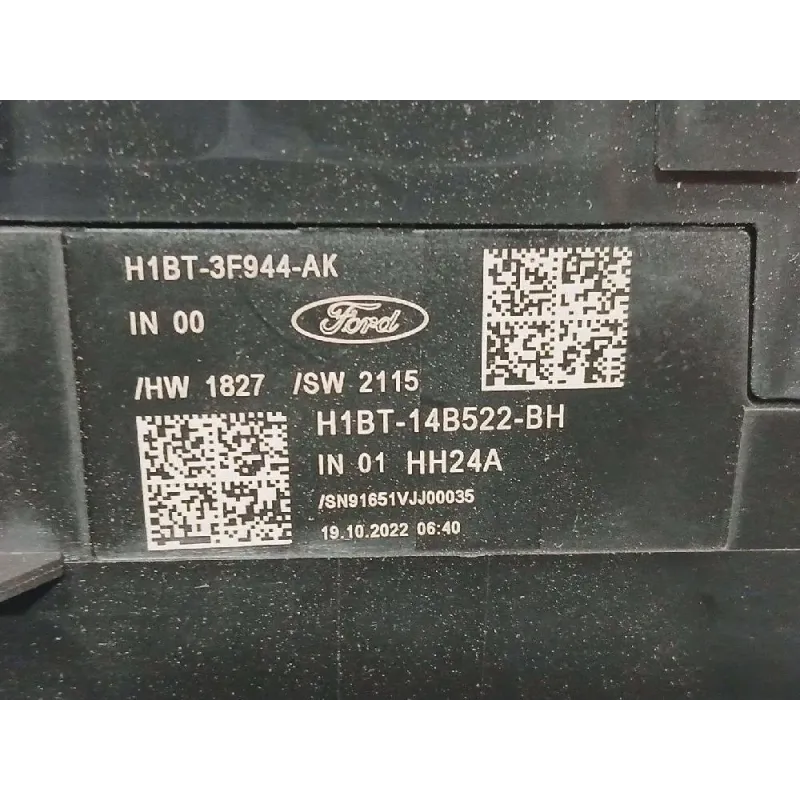 H1BT-3F944-AK
IN 00
Ford
/HW 1827 /SW 2115
H1BT-14B522-BH
IN 01 HH24A
/SN91651VJJ00035
19.10.2022 06:40